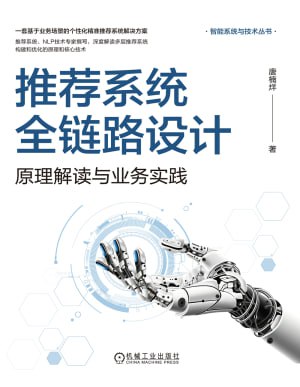 一套基于业务场景的个性化精准推荐系统解决方案
推荐系统、NLP技术专家撰写，深度解读多层推荐系统
构建和优化的原理和核心技术
·智能系统与技术丛书·
推荐系统
全链路设计
原理解读与业务实践
唐楠烊
著
机械工业出版社
CHINA MACHINE PRESS